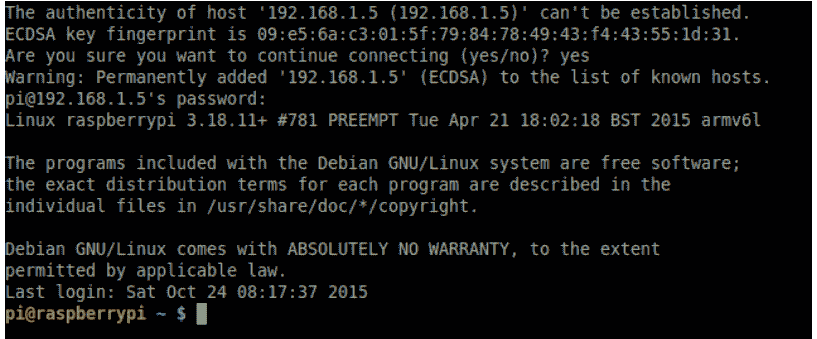 The authenticity of host '192.168.1.5 (192.168.1.5)' can't be established.
ECDSA key fingerprint is 09:e5:6a:c3:01:5f:79:84:78:49:43:f4:43:55:1d:31.
Are you sure you want to continue connecting (yes/no)? yes
Warning: Permanently added '192.168.1.5' (ECDSA) to the list of known hosts.
pi@192.168.1.5's password:
Linux raspberrypi 3.18.11+ #781 PREEMPT Tue Apr 21 18:02:18 BST 2015 armv6l
The programs included with the Debian GNU/Linux system are free software;
the exact distribution terms for each program are described in the
individual files in /usr/share/doc/*/copyright.
Debian GNU/Linux comes with ABSOLUTELY NO WARRANTY, to the extent
permitted by applicable law.
Last login: Sat Oct 24 08:17:37 2015
pi@raspberrypi ~ $